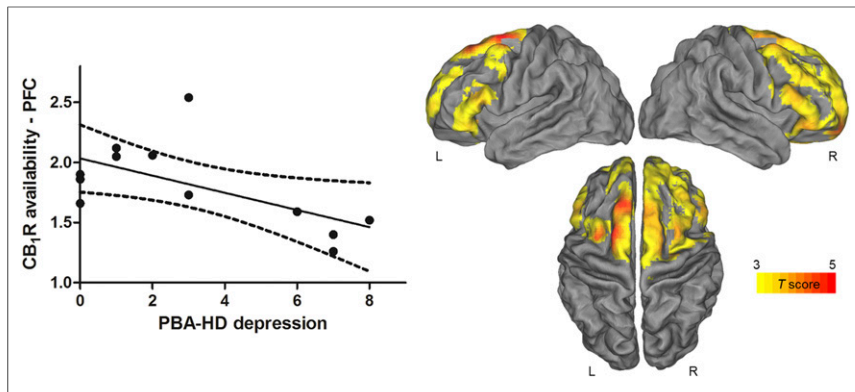 CB₁R availability - PFC
2.5
2.0
1.5
1.0
0
2
4
6
8
PBA-HD depression
L
R
L
R
3
5
T score